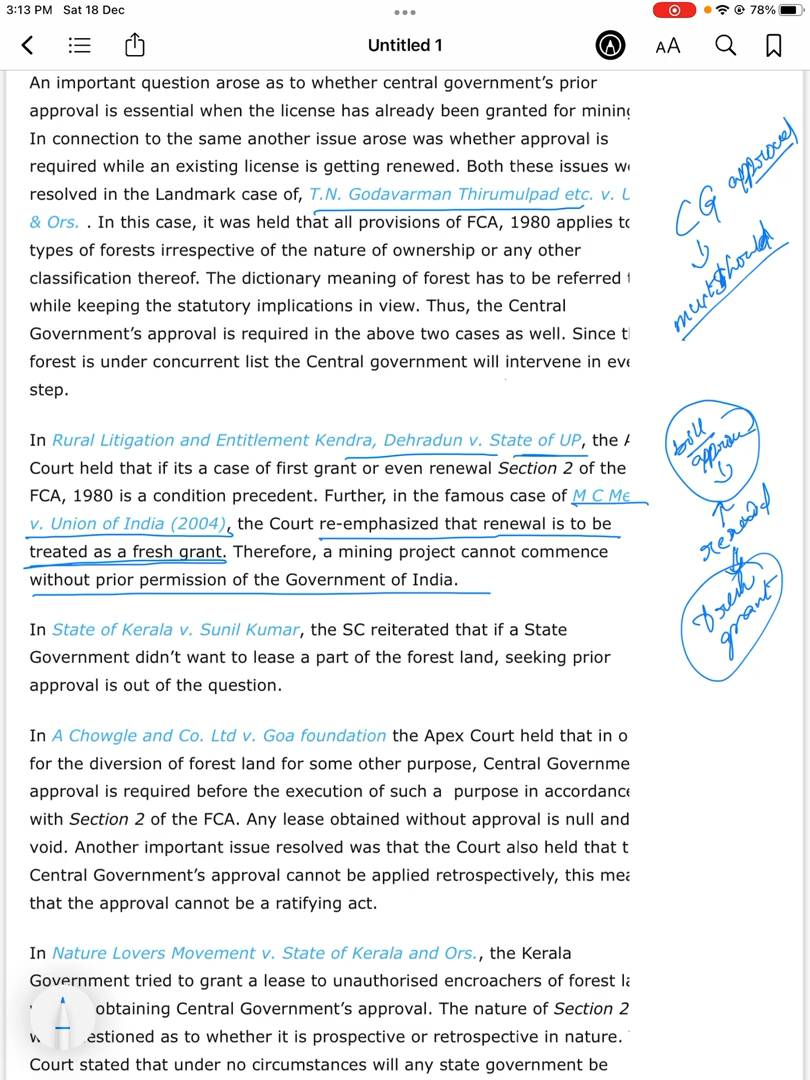 3:13 PM Sat 18 Dec
78%
Untitled 1
AA
An important question arose as to whether central government’s prior
approval is essential when the license has already been granted for mining
In connection to the same another issue arose was whether approval is
required while an existing license is getting renewed. Both these issues we
resolved in the Landmark case of, T.N. Godavarman Thirumulpad etc. v. U
& Ors. . In this case, it was held that all provisions of FCA, 1980 applies to
types of forests irrespective of the nature of ownership or any other
classification thereof. The dictionary meaning of forest has to be referred t
while keeping the statutory implications in view. Thus, the Central
Government’s approval is required in the above two cases as well. Since t
forest is under concurrent list the Central government will intervene in eve
step.
In Rural Litigation and Entitlement Kendra, Dehradun v. State of UP, the A
Court held that if its a case of first grant or even renewal Section 2 of the
FCA, 1980 is a condition precedent. Further, in the famous case of M C Me
v. Union of India (2004), the Court re-emphasized that renewal is to be
treated as a fresh grant. Therefore, a mining project cannot commence
without prior permission of the Government of India.
In State of Kerala v. Sunil Kumar, the SC reiterated that if a State
Government didn’t want to lease a part of the forest land, seeking prior
approval is out of the question.
In A Chowgle and Co. Ltd v. Goa foundation the Apex Court held that in o
for the diversion of forest land for some other purpose, Central Governme
approval is required before the execution of such a purpose in accordance
with Section 2 of the FCA. Any lease obtained without approval is null and
void. Another important issue resolved was that the Court also held that t
Central Government’s approval cannot be applied retrospectively, this mea
that the approval cannot be a ratifying act.
In Nature Lovers Movement v. State of Kerala and Ors., the Kerala
Government tried to grant a lease to unauthorised encroachers of forest la
obtaining Central Government’s approval. The nature of Section 2
estioned as to whether it is prospective or retrospective in nature.
Court stated that under no circumstances will any state government be
CG approval
should
approval
renewal
fresh
grant